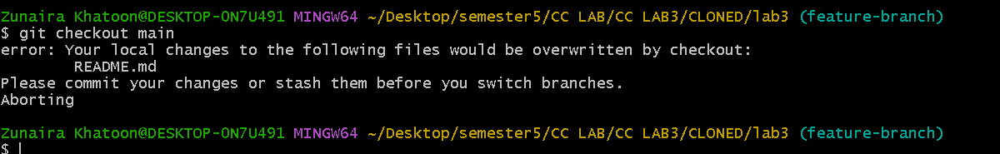 Zunaira Khatoon@DESKTOP-ON7U491 MINGW64 ~/Desktop/semester5/CC LAB/CC LAB3/CLONED/lab3 (feature-branch)
$ git checkout main
error: Your local changes to the following files would be overwritten by checkout:
        README.md
Please commit your changes or stash them before you switch branches.
Aborting

Zunaira Khatoon@DESKTOP-ON7U491 MINGW64 ~/Desktop/semester5/CC LAB/CC LAB3/CLONED/lab3 (feature-branch)
$